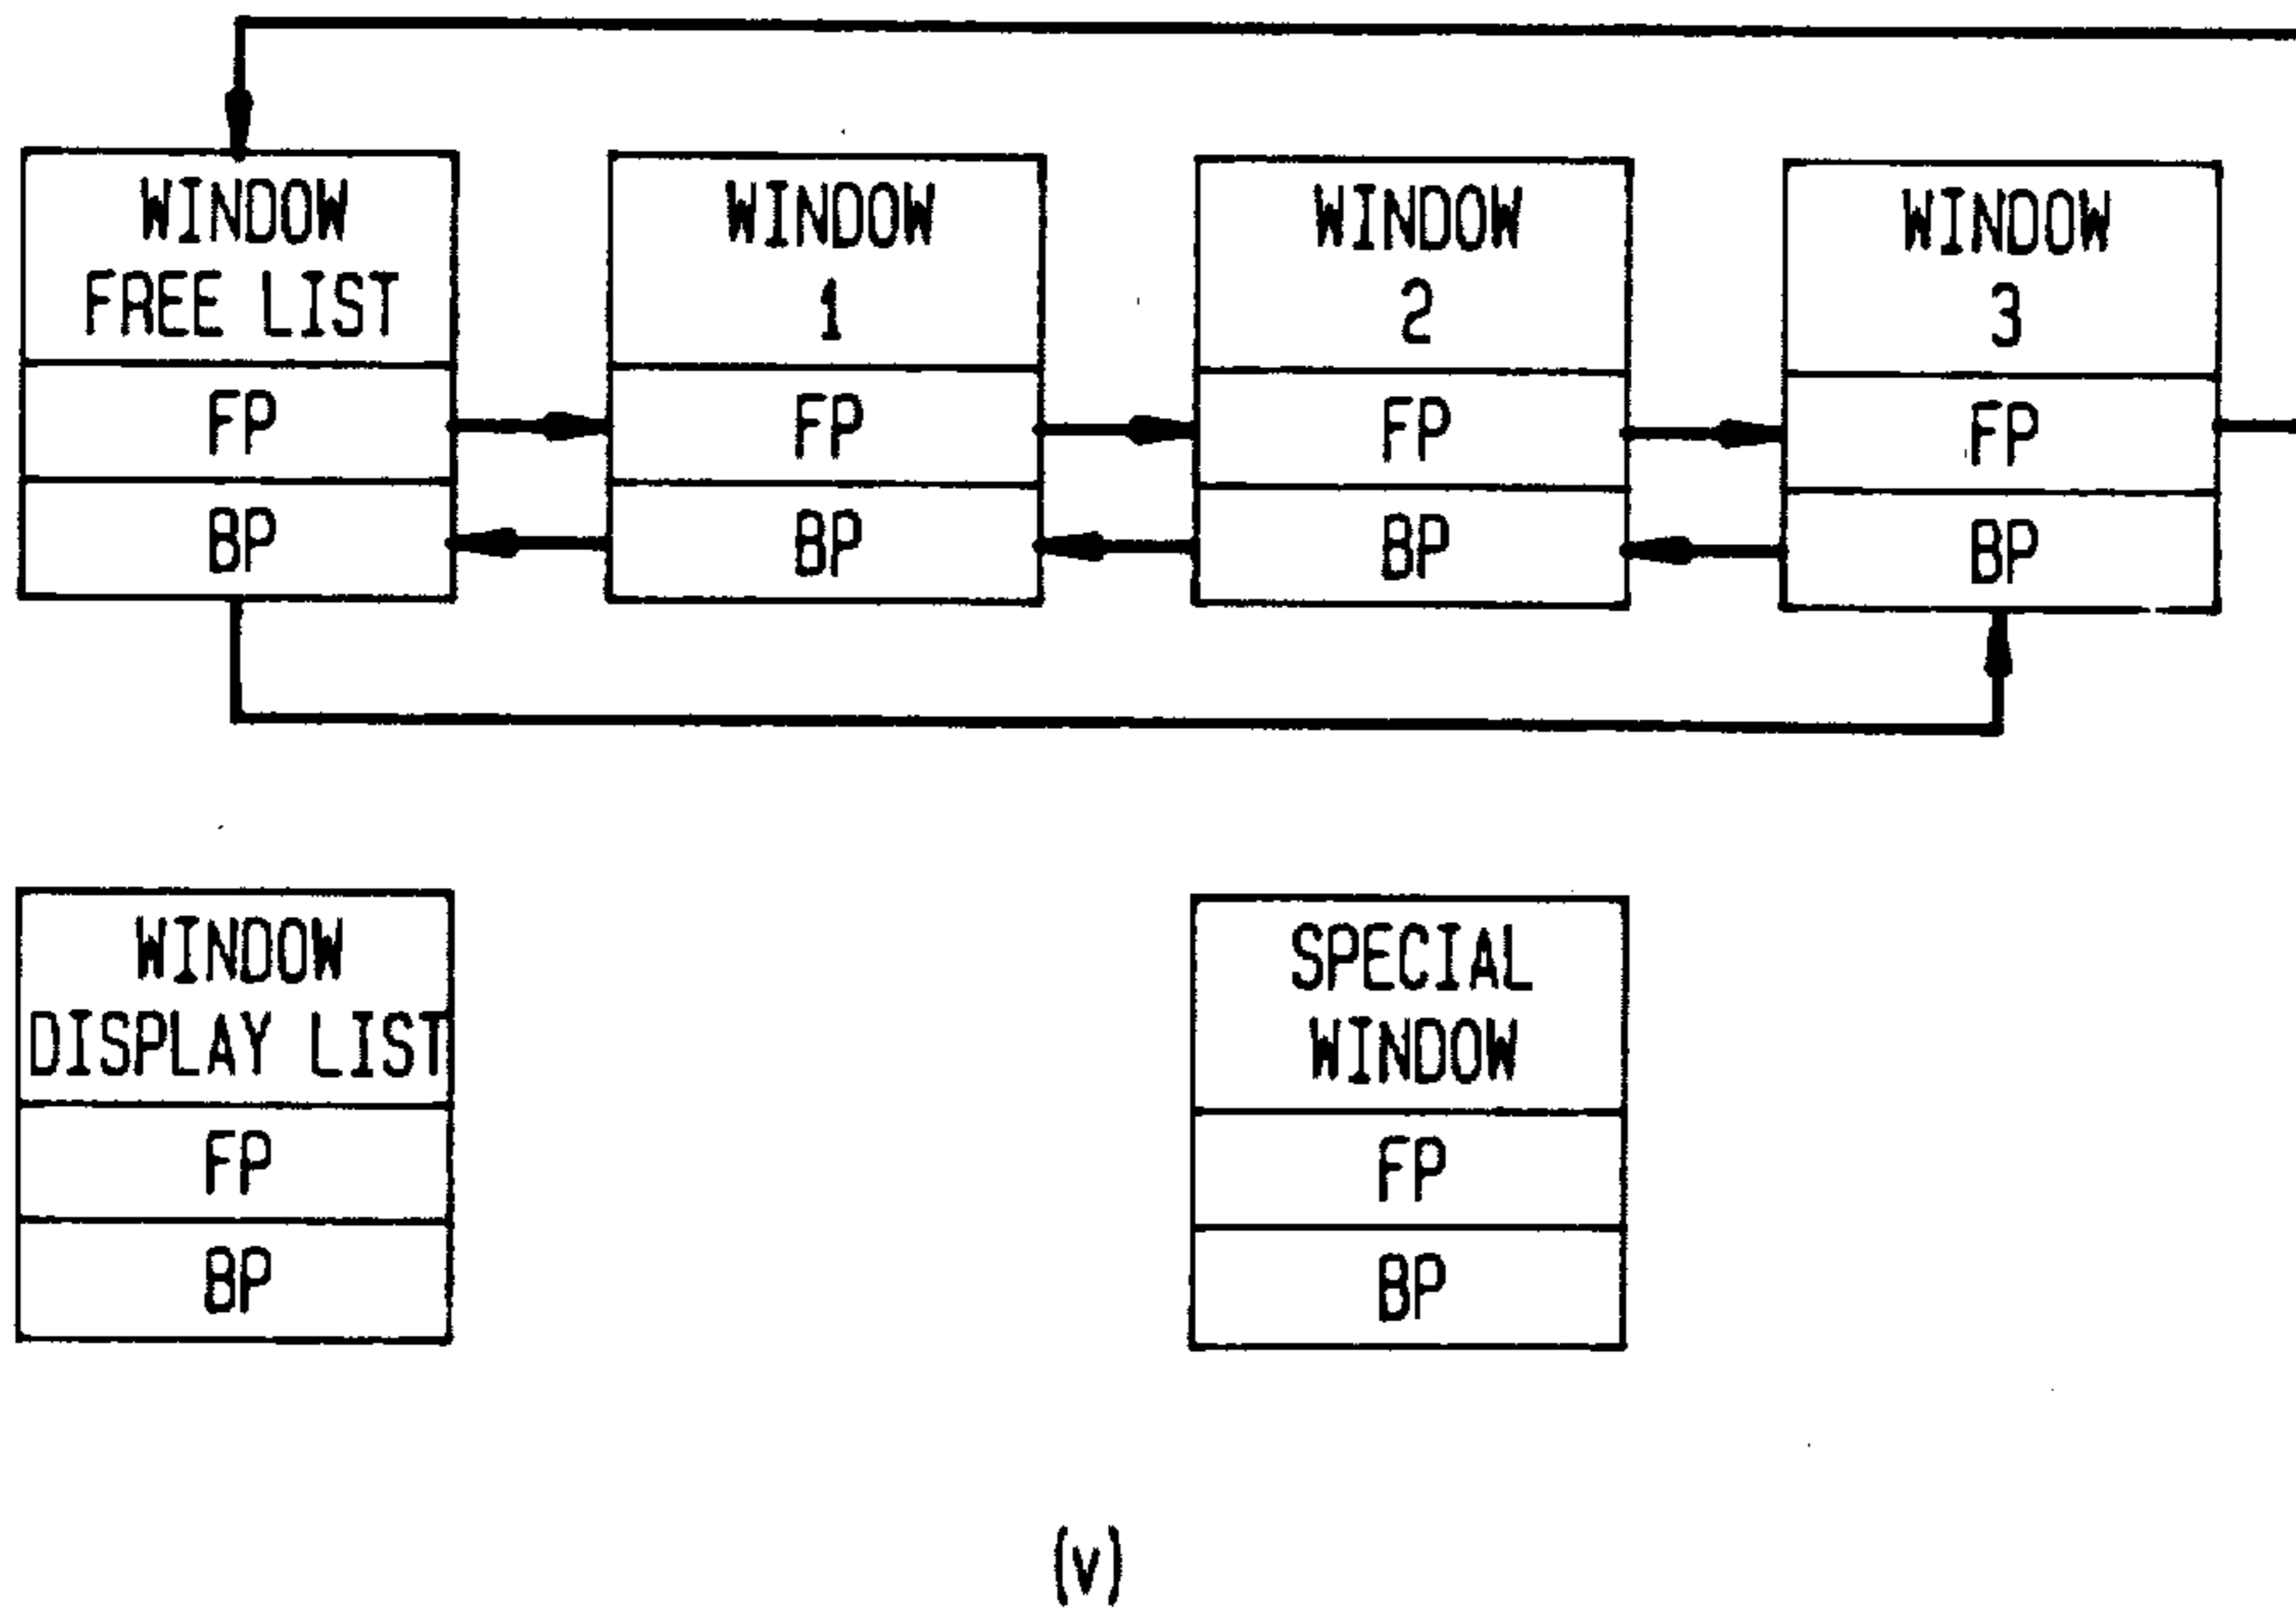 WINDOW
FREE LIST
FP
BP
WINDOW
1
FP
BP
WINDOW
2
FP
BP
WINDOW
3
FP
BP
WINDOW
DISPLAY LIST
FP
BP
SPECIAL
WINDOW
FP
BP
(v)